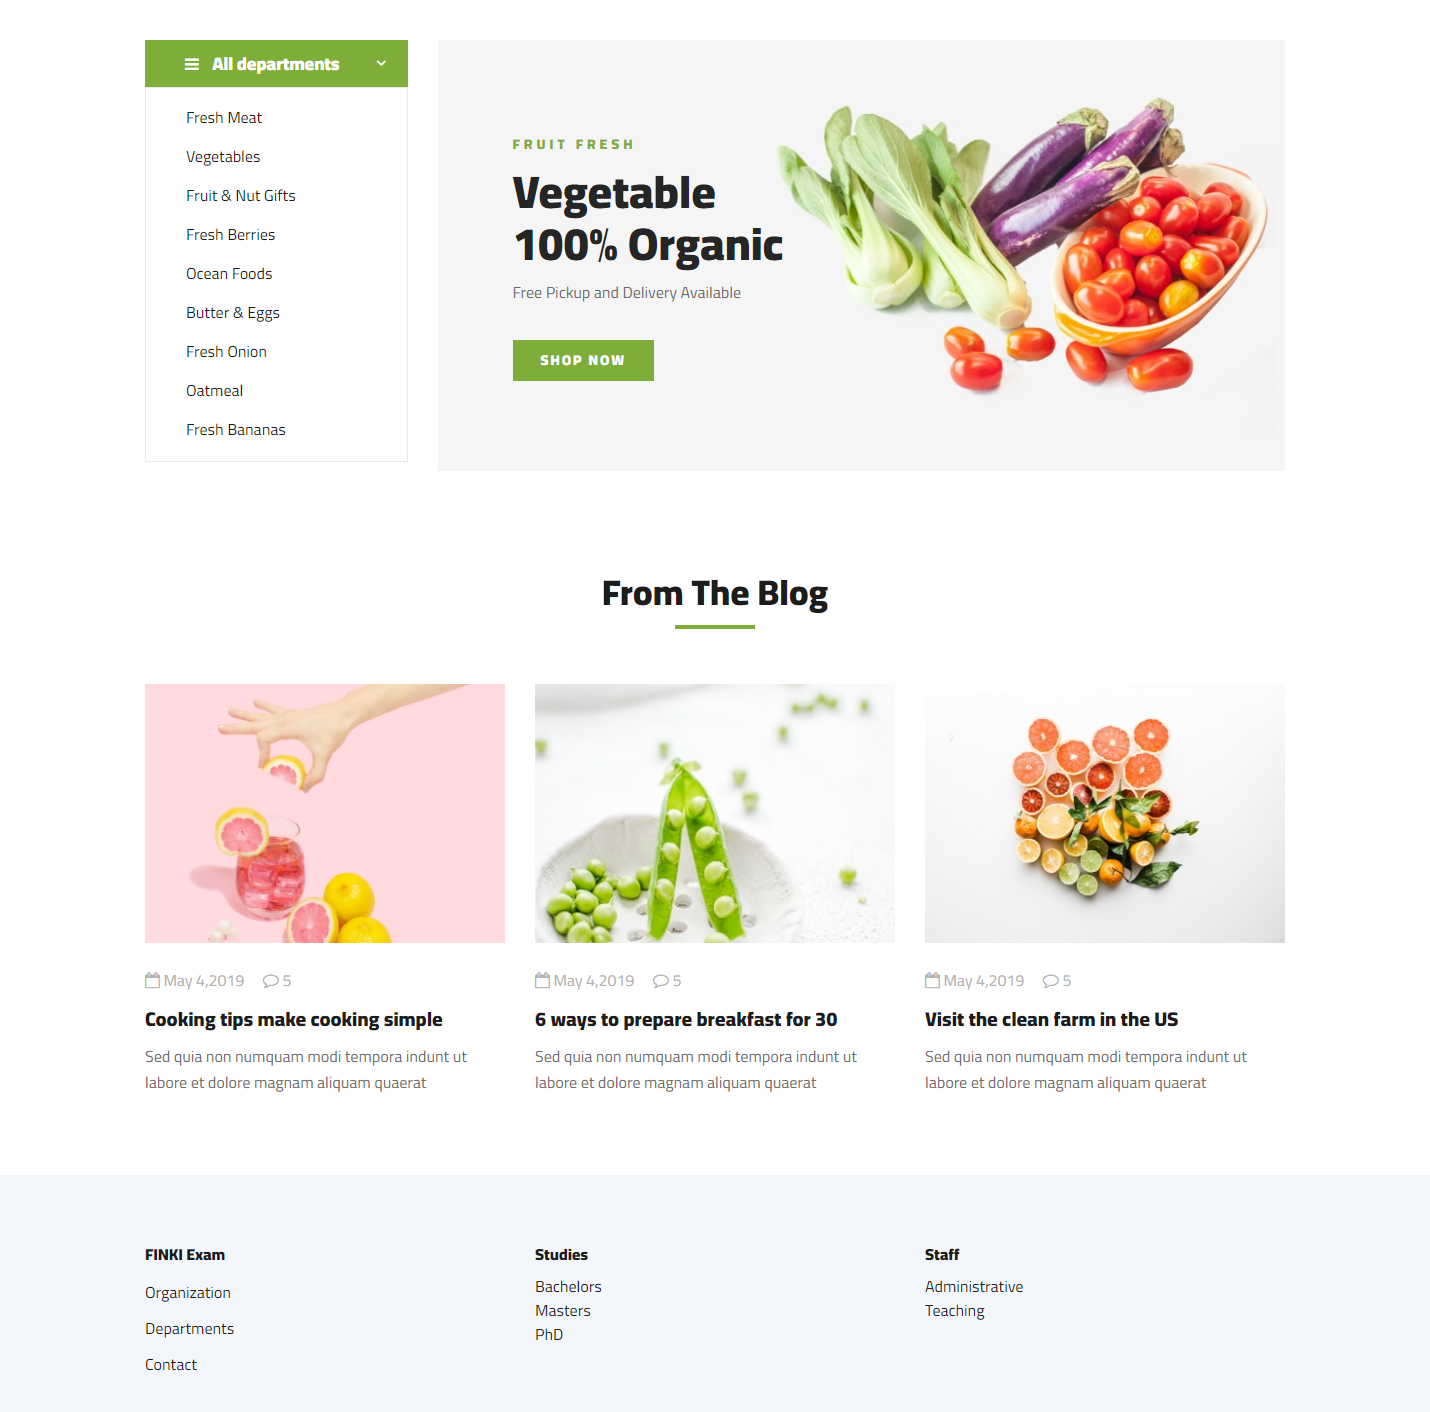 All departments
Fresh Meat
Vegetables
Fruit & Nut Gifts
Fresh Berries
Ocean Foods
Butter & Eggs
Fresh Onion
Oatmeal
Fresh Bananas
FRUIT FRESH
Vegetable
100% Organic
Free Pickup and Delivery Available
SHOP NOW
From The Blog
May 4,2019 5
Cooking tips make cooking simple
Sed quia non numquam modi tempora indunt ut
labore et dolore magnam aliquam quaerat
May 4,2019 5
6 ways to prepare breakfast for 30
Sed quia non numquam modi tempora indunt ut
labore et dolore magnam aliquam quaerat
May 4,2019 5
Visit the clean farm in the US
Sed quia non numquam modi tempora indunt ut
labore et dolore magnam aliquam quaerat
FINKI Exam
Organization
Departments
Contact
Studies
Bachelors
Masters
PhD
Staff
Administrative
Teaching